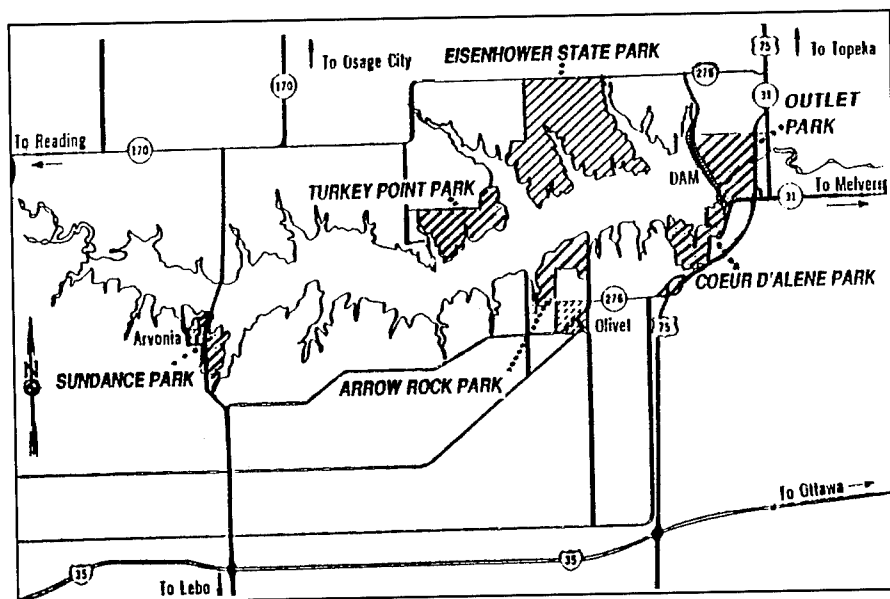 EISENHOWER STATE PARK
75
To Osage City
To Topeka
278
170
31
OUTLET
PARK
To Reading
170
DAM
To Melvern
TURKEY POINT PARK
31
COEUR D'ALENE PARK
276
Arvonia
Olivet
75
SUNDANCE PARK
ARROW ROCK PARK
N
To Ottawa
35
35
To Lebo